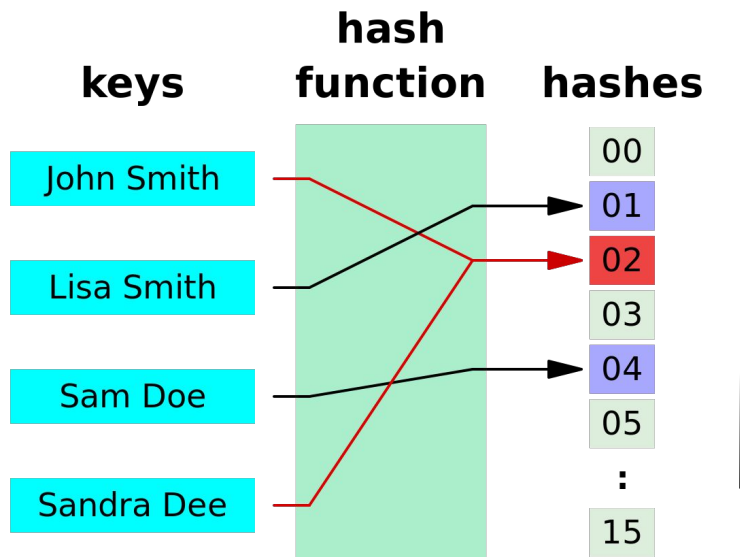 hash
keys function hashes
John Smith
Lisa Smith
Sam Doe
Sandra Dee
00
01
02
03
04
05
:
15